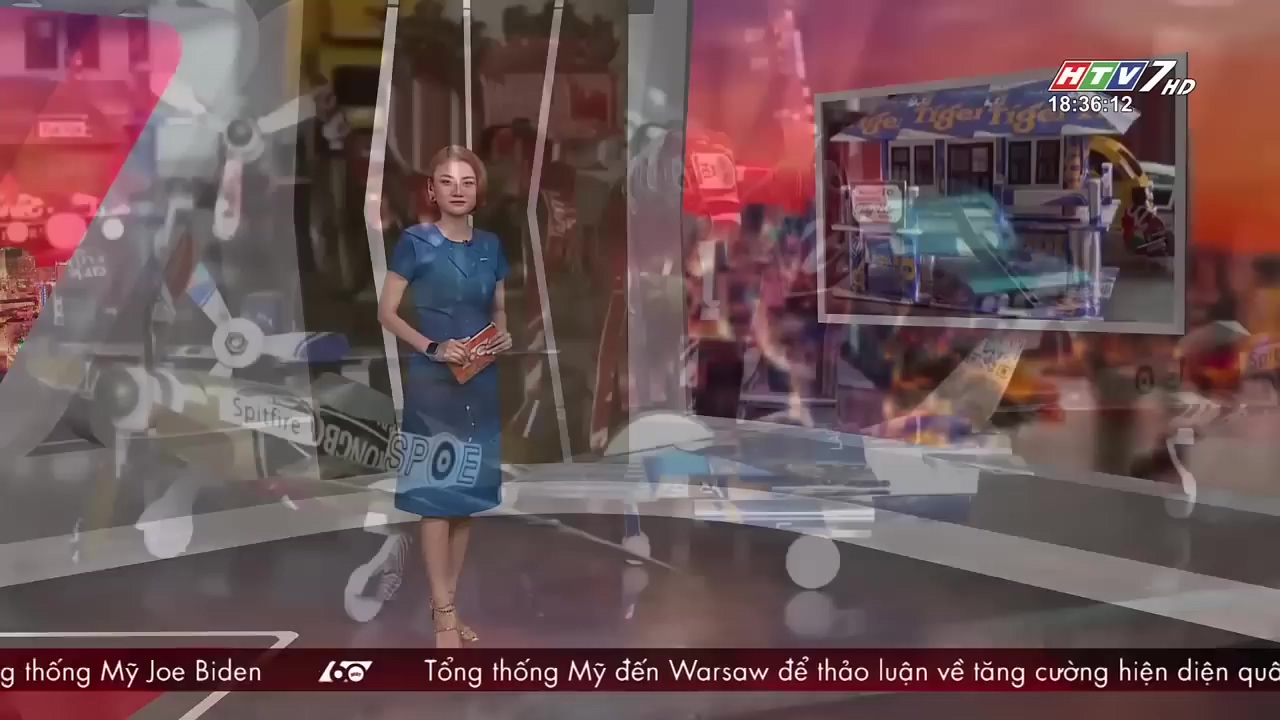 HTV7 HD
18:36:12
Tiger Tiger
Spitfire
SPOE
g thống Mỹ Joe Biden
60
Tổng thống Mỹ đến Warsaw để thảo luận về tăng cường hiện diện quâ